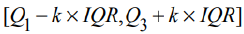 [Q₁ − k × IQR, Q₃ + k × IQR]